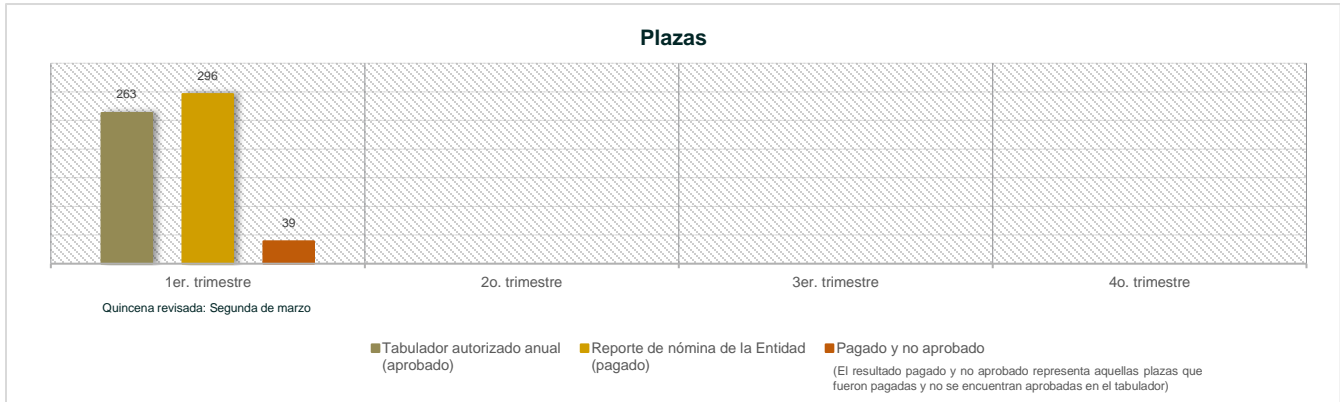 Plazas
263
296
39
1er. trimestre
2o. trimestre
3er. trimestre
4o. trimestre
Quincena revisada: Segunda de marzo
Tabulador autorizado anual
(aprobado)
Reporte de nómina de la Entidad
(pagado)
Pagado y no aprobado
(El resultado pagado y no aprobado representa aquellas plazas que
fueron pagadas y no se encuentran aprobadas en el tabulador)